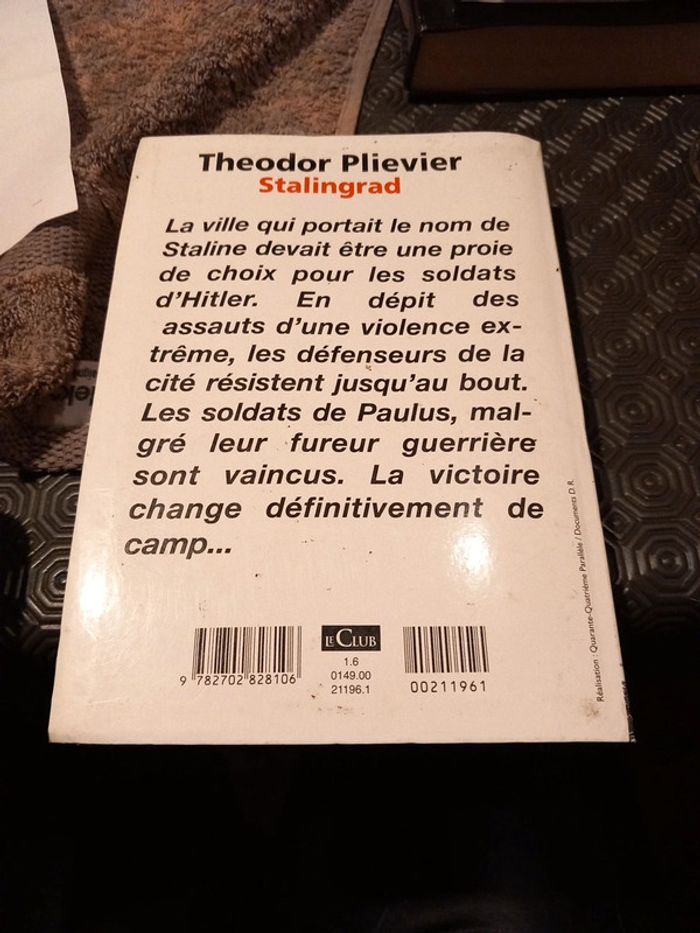 Theodor Plievier
Stalingrad
La ville qui portait le nom de
Staline devait être une proie
de choix pour les soldats
d'Hitler. En dépit des
assauts d'une violence ex-
trême, les défenseurs de la
cité résistent jusqu'au bout.
Les soldats de Paulus, mal-
gré leur fureur guerrière
sont vaincus. La victoire
change définitivement de
camp...
LE CLUB
1.6
0149.00
21196.1
9 782702 828106
00211961
Réalisation : Quarante-Quatrième Parallèle / Documents D.R.